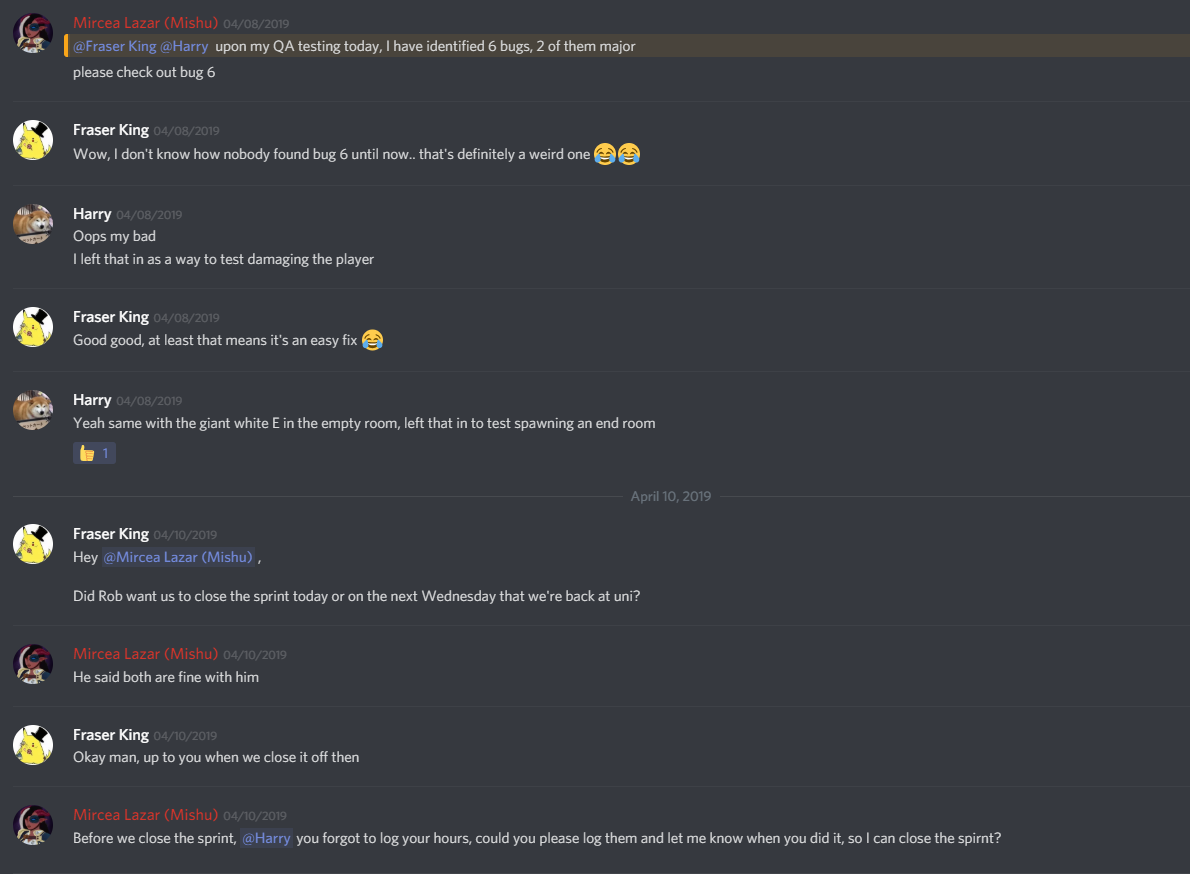 Mircea Lazar (Mishu) 04/08/2019
@Fraser King @Harry upon my QA testing today, I have identified 6 bugs, 2 of them major
please check out bug 6
Fraser King 04/08/2019
Wow, I don't know how nobody found bug 6 until now.. that's definitely a weird one 😂😂
Harry 04/08/2019
Oops my bad
I left that in as a way to test damaging the player
Fraser King 04/08/2019
Good good, at least that means it's an easy fix 😂
Harry 04/08/2019
Yeah same with the giant white E in the empty room, left that in to test spawning an end room
👍 1
April 10, 2019
Fraser King 04/10/2019
Hey @Mircea Lazar (Mishu) ,
Did Rob want us to close the sprint today or on the next Wednesday that we're back at uni?
Mircea Lazar (Mishu) 04/10/2019
He said both are fine with him
Fraser King 04/10/2019
Okay man, up to you when we close it off then
Mircea Lazar (Mishu) 04/10/2019
Before we close the sprint, @Harry you forgot to log your hours, could you please log them and let me know when you did it, so I can close the spirnt?